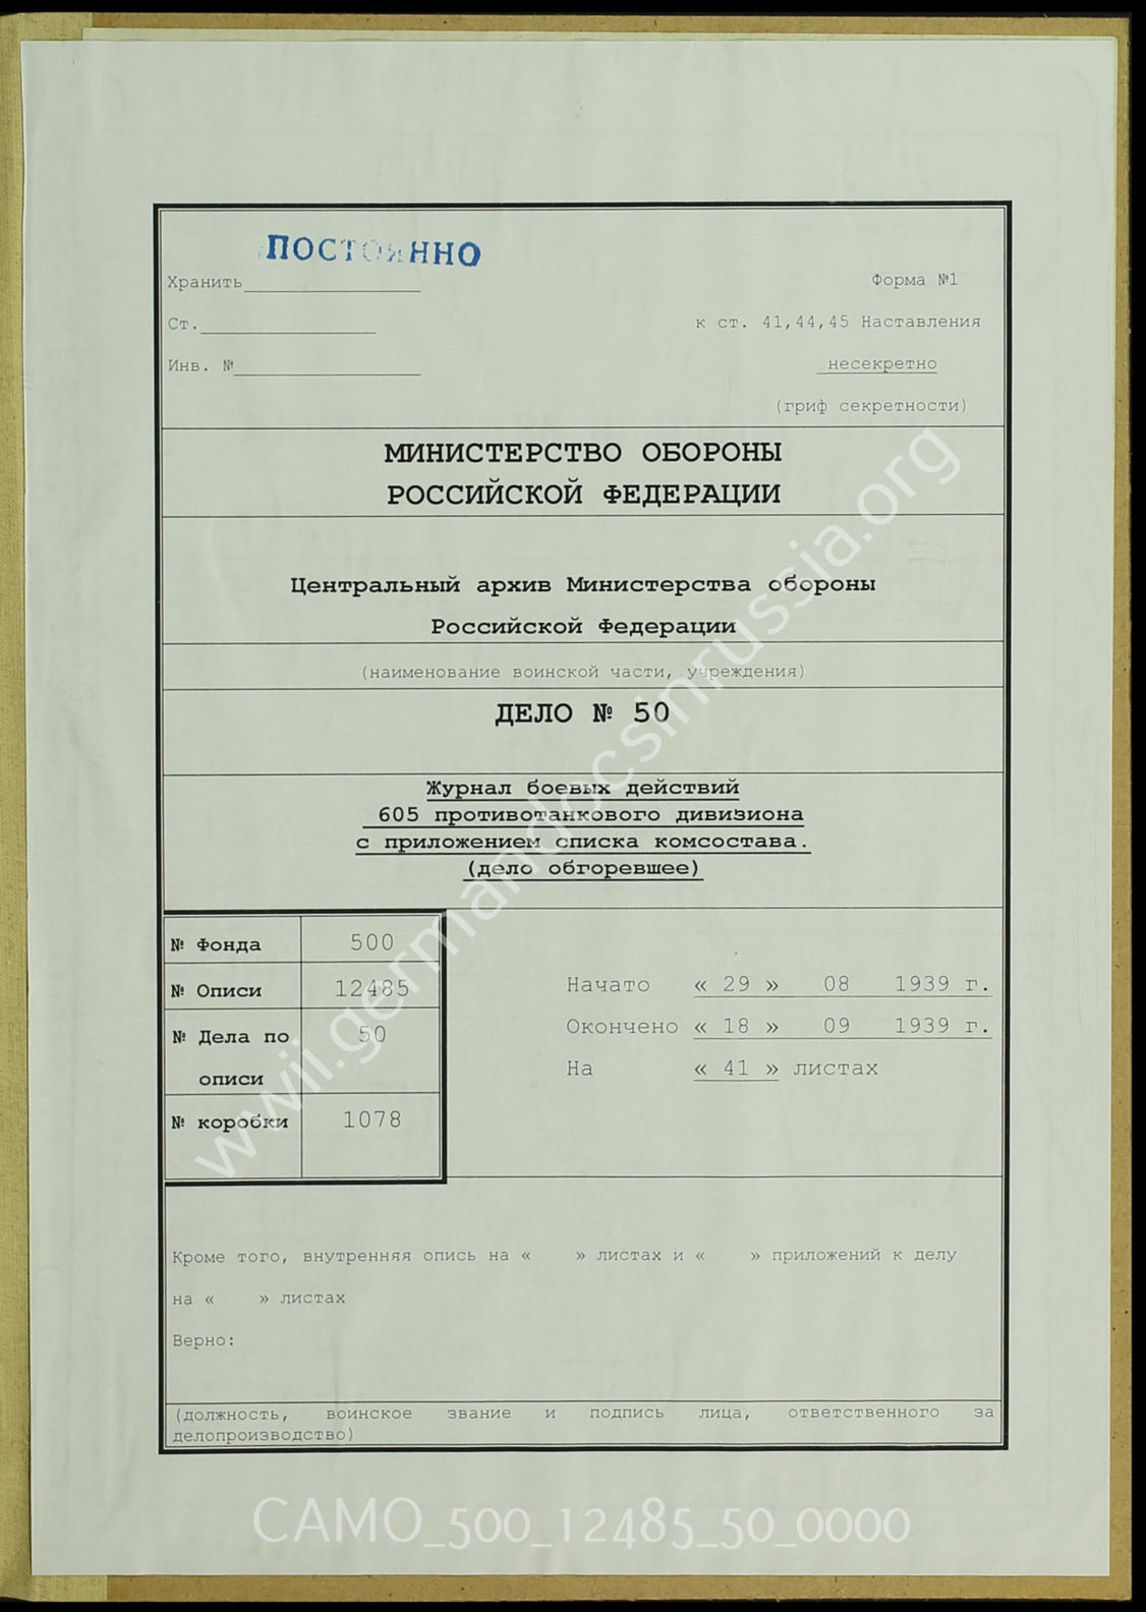 ПОСТОЯННО
Хранить
Форма №1
Ст.
к ст. 41,44,45 Наставления
Инв. №
несекретно
(гриф секретности)
МИНИСТЕРСТВО ОБОРОНЫ
РОССИЙСКОЙ ФЕДЕРАЦИИ
Центральный архив Министерства обороны
Российской Федерации
(наименование воинской части, учреждения)
ДЕЛО № 50
Журнал боевых действий
605 противотанкового дивизиона
с приложением списка комсостава.
(дело обгоревшее)
№ Фонда 500
№ Описи 12485
№ Дела по 50
описи
№ коробки 1078
Начато « 29 » 08 1939 г.
Окончено « 18 » 09 1939 г.
На « 41 » листах
Кроме того, внутренняя опись на « » листах и « » приложений к делу
на « » листах
Верно:
(должность, воинское звание и подпись лица, ответственного за
делопроизводство)
wwii.germandocsinrussia.org
CAMO_500_12485_50_0000